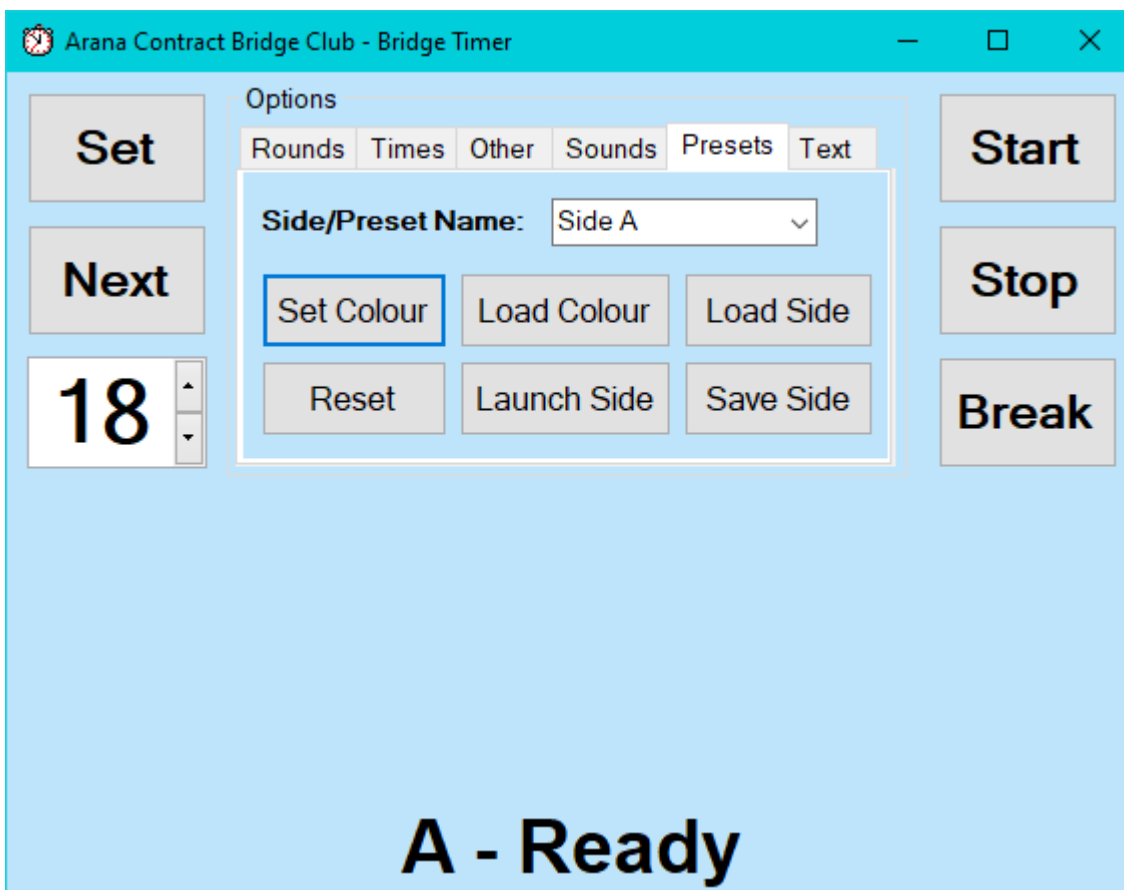 Arana Contract Bridge Club - Bridge Timer
Options
Set
Start
Rounds Times Other Sounds Presets Text
Side/Preset Name: Side A
Next
Stop
Set Colour Load Colour Load Side
18
Reset Launch Side Save Side
Break
A - Ready